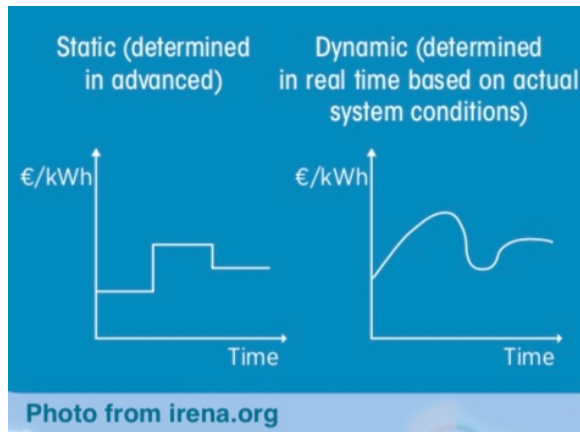 Static (determined
in advanced)
€/kWh
Time
Dynamic (determined
in real time based on actual
system conditions)
€/kWh
Time
Photo from irena.org